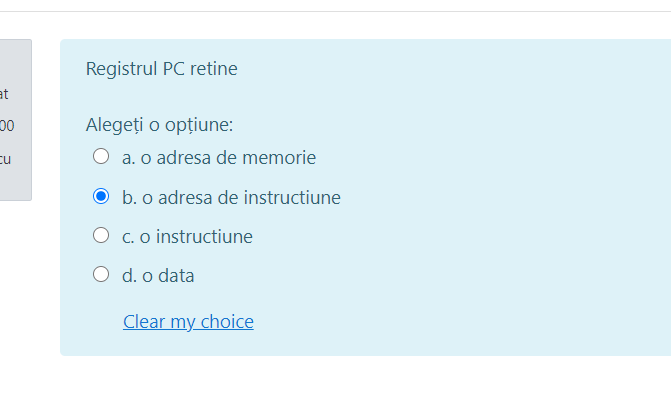 Registrul PC retine
at
00
Alegeți o opțiune:
cu
a. o adresa de memorie
b. o adresa de instructiune
c. o instructiune
d. o data
Clear my choice